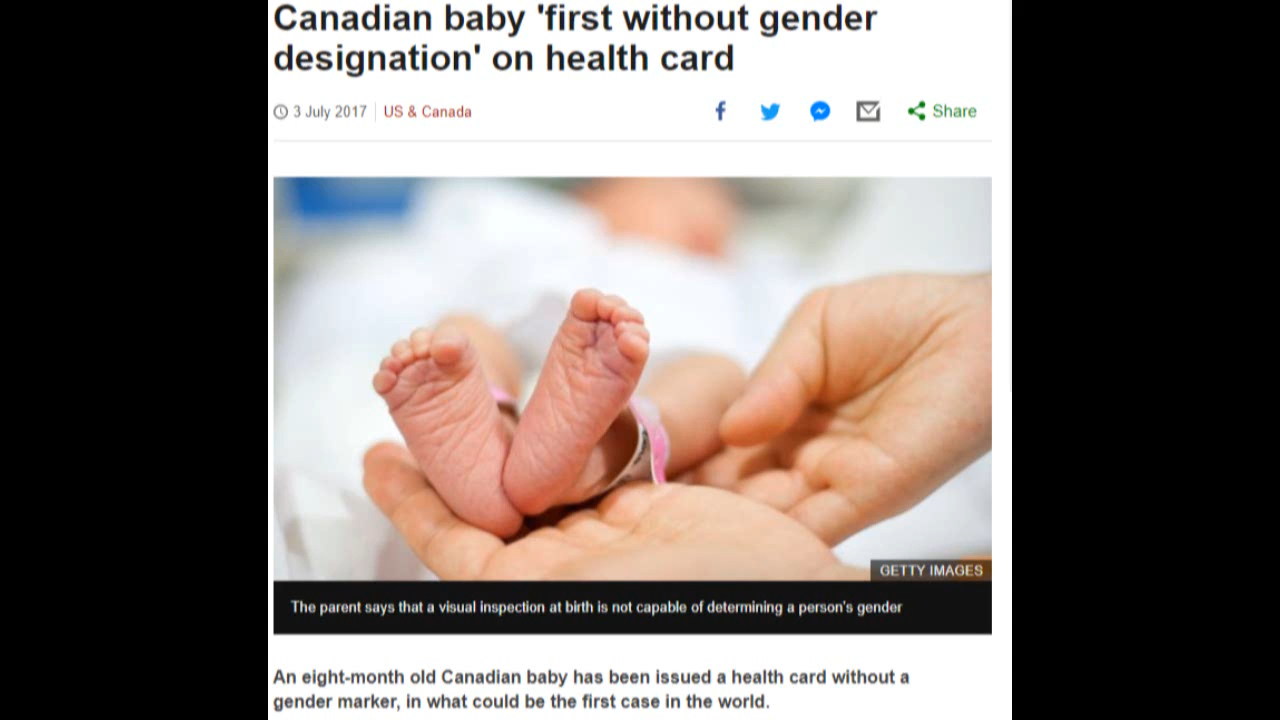 Canadian baby 'first without gender
designation' on health card
3 July 2017 US & Canada Share
GETTY IMAGES
The parent says that a visual inspection at birth is not capable of determining a person's gender
An eight-month old Canadian baby has been issued a health card without a
gender marker, in what could be the first case in the world.